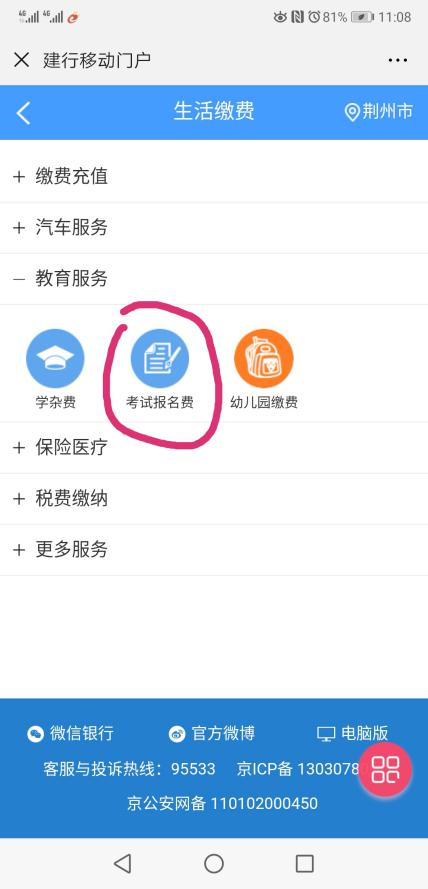 4G 4G 81% 11:08
建行移动门户
生活缴费 荆州市
+ 缴费充值
+ 汽车服务
— 教育服务
学杂费 考试报名费 幼儿园缴费
+ 保险医疗
+ 税费缴纳
+ 更多服务
微信银行 官方微博 电脑版
客服与投诉热线：95533 京ICP备 1303078
京公安网备 110102000450